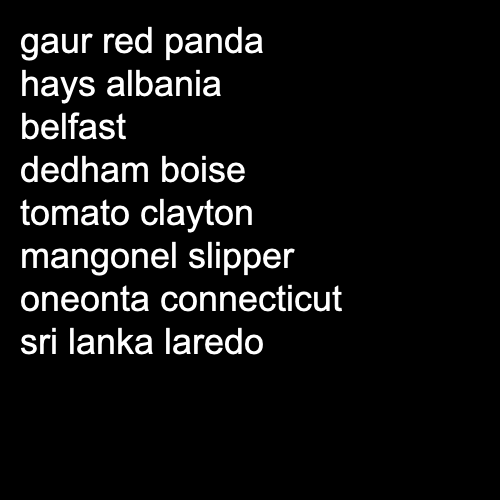 gaur red panda
hays albania
belfast
dedham boise
tomato clayton
mangonel slipper
oneonta connecticut
sri lanka laredo